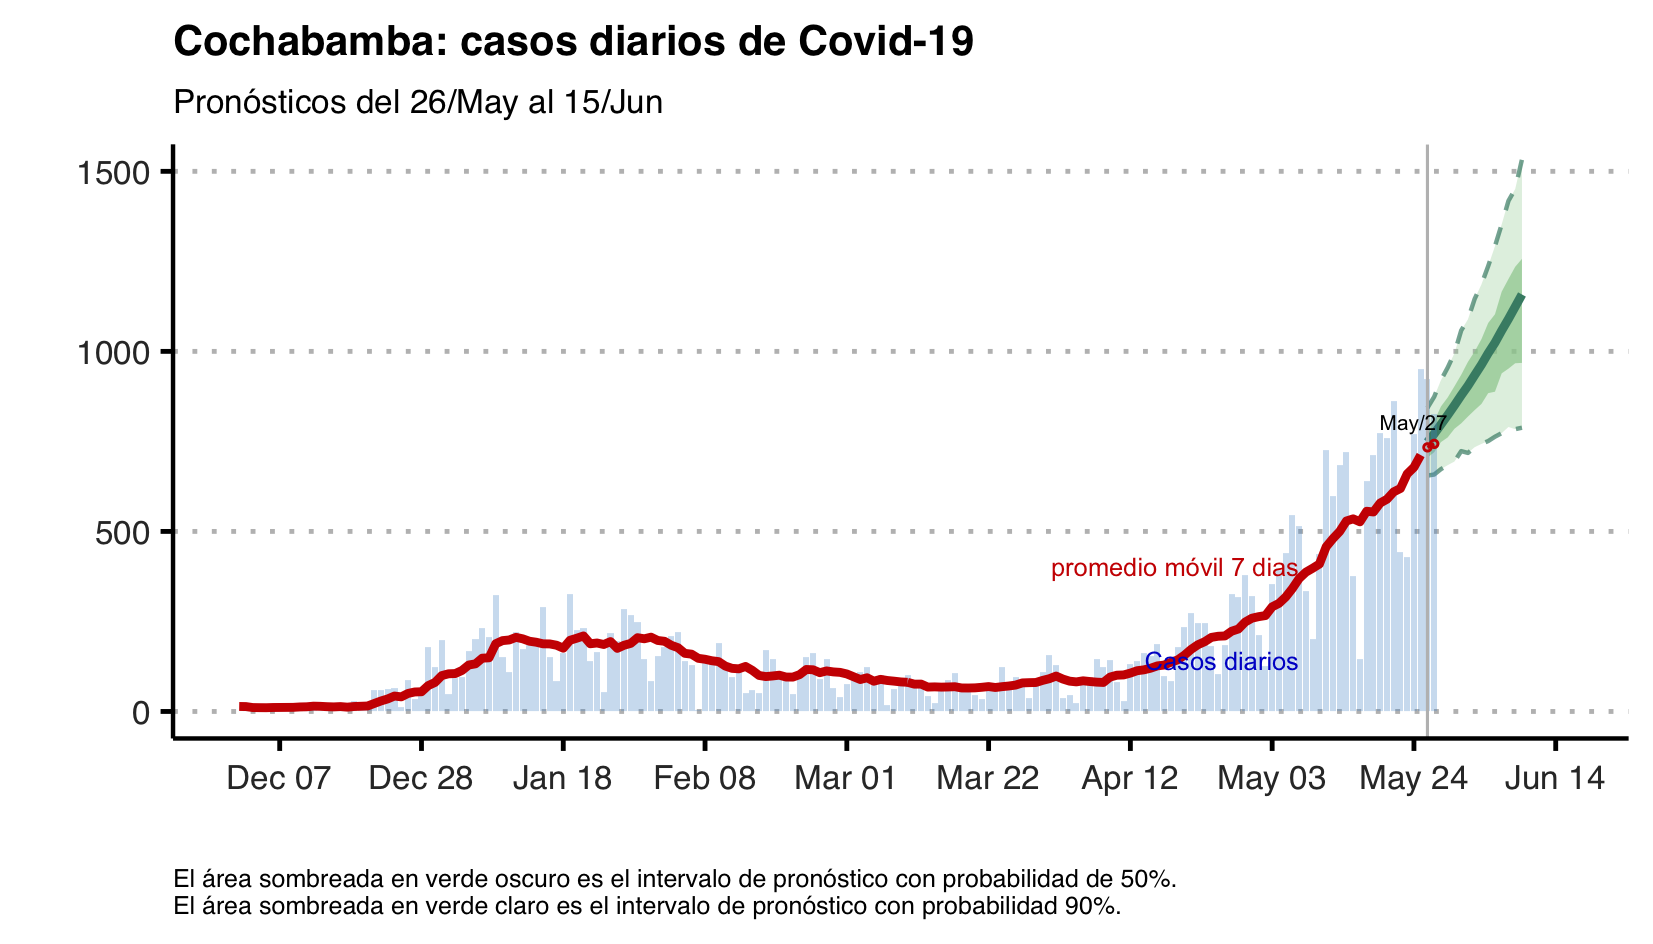 Cochabamba: casos diarios de Covid-19
Pronósticos del 26/May al 15/Jun
1500
1000
500
0
May/27
promedio móvil 7 dias
Casos diarios
Dec 07 Dec 28 Jan 18 Feb 08 Mar 01 Mar 22 Apr 12 May 03 May 24 Jun 14
El área sombreada en verde oscuro es el intervalo de pronóstico con probabilidad de 50%.
El área sombreada en verde claro es el intervalo de pronóstico con probabilidad 90%.